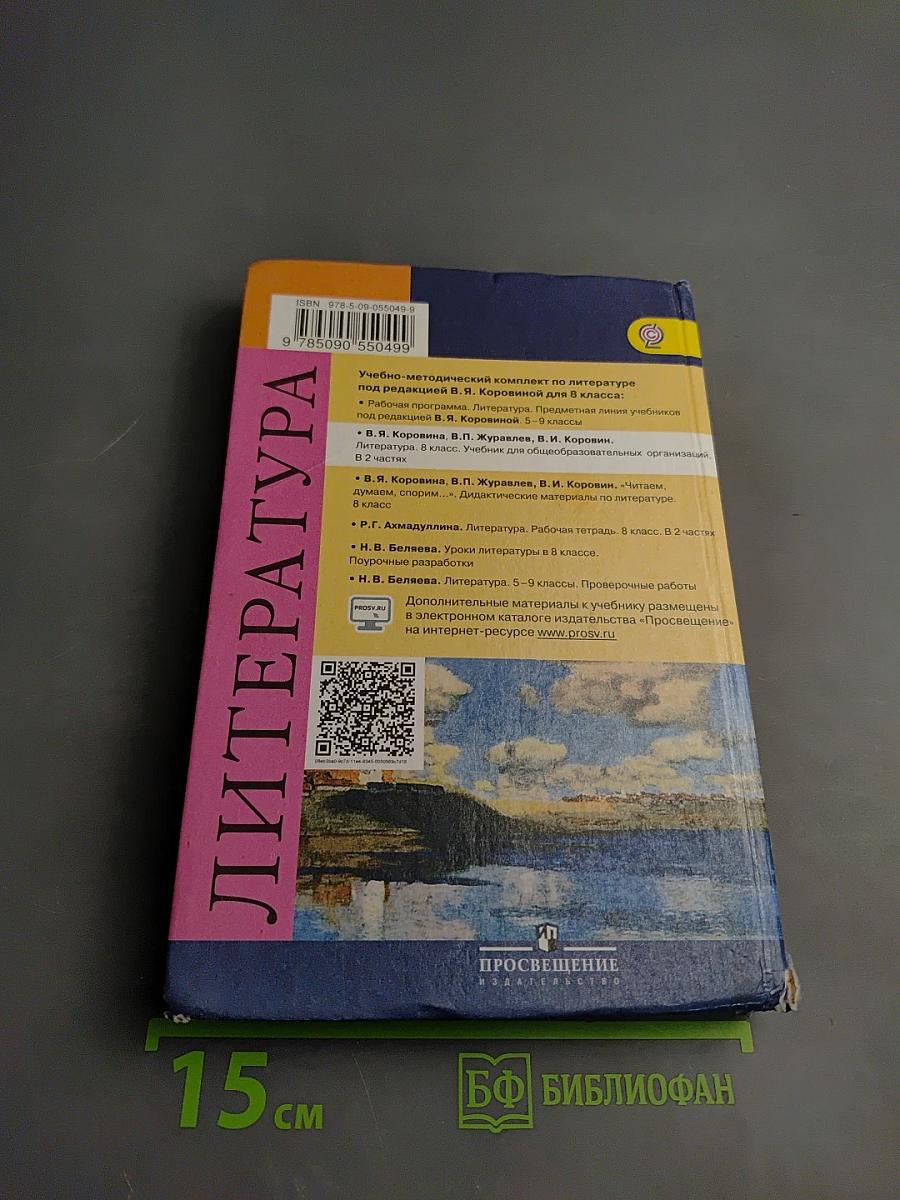 ISBN 978-5-09-055049-9
9 785090 550499
ЛИТЕРАТУРА
Учебно-методический комплект по литературе
под редакцией В.Я. Коровиной для 8 класса:
• Рабочая программа. Литература. Предметная линия учебников
под редакцией В.Я. Коровиной. 5–9 классы
• В.Я. Коровина, В.П. Журавлев, В.И. Коровин.
Литература. 8 класс. Учебник для общеобразовательных организаций.
В 2 частях
• В.Я. Коровина, В.П. Журавлев, В.И. Коровин. «Читаем,
думаем, спорим...». Дидактические материалы по литературе.
8 класс
• Р.Г. Ахмадуллина. Литература. Рабочая тетрадь. 8 класс. В 2 частях
• Н.В. Беляева. Уроки литературы в 8 классе.
Поурочные разработки
• Н.В. Беляева. Литература. 5–9 классы. Проверочные работы
PROSV.RU
Дополнительные материалы к учебнику размещены
в электронном каталоге издательства «Просвещение»
на интернет-ресурсе www.prosv.ru
ПРОСВЕЩЕНИЕ
ИЗДАТЕЛЬСТВО
15 см
БФ БИБЛИОФАН